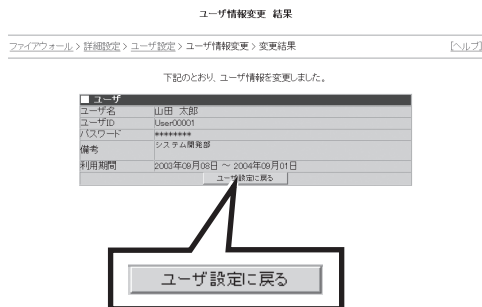 ユーザ情報変更 結果
ファイアウォール > 詳細設定 > ユーザ設定 > ユーザ情報変更 > 変更結果 [ヘルプ]
下記のとおり、ユーザ情報を変更しました。
■ ユーザ
ユーザ名 山田 太郎
ユーザID User00001
パスワード ********
備考 システム開発部
利用期間 2003年09月08日 ～ 2004年09月01日
ユーザ設定に戻る
ユーザ設定に戻る